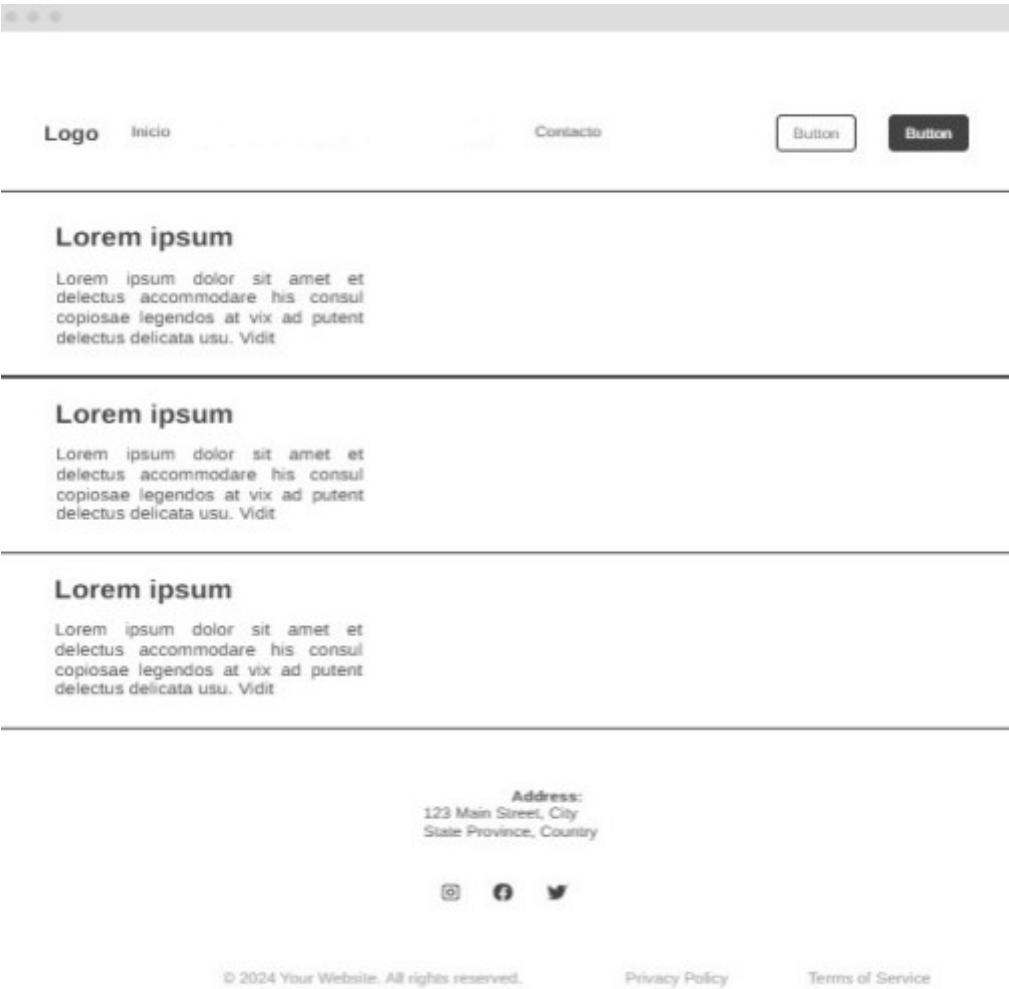 Logo Inicio Contacto Button Button
Lorem ipsum
Lorem ipsum dolor sit amet et
delectus accommodare his consul
copiosae legendos at vix ad putent
delectus delicata usu. Vidit
Lorem ipsum
Lorem ipsum dolor sit amet et
delectus accommodare his consul
copiosae legendos at vix ad putent
delectus delicata usu. Vidit
Lorem ipsum
Lorem ipsum dolor sit amet et
delectus accommodare his consul
copiosae legendos at vix ad putent
delectus delicata usu. Vidit
Address:
123 Main Street, City
State Province, Country
© 2024 Your Website. All rights reserved. Privacy Policy Terms of Service